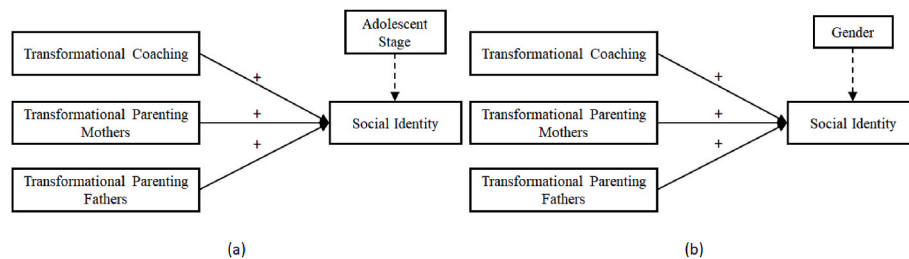 Transformational Coaching
+
Transformational Parenting
Mothers
+
Transformational Parenting
Fathers
+
Adolescent
Stage
Social Identity
(a)
Transformational Coaching
+
Transformational Parenting
Mothers
+
Transformational Parenting
Fathers
+
Gender
Social Identity
(b)